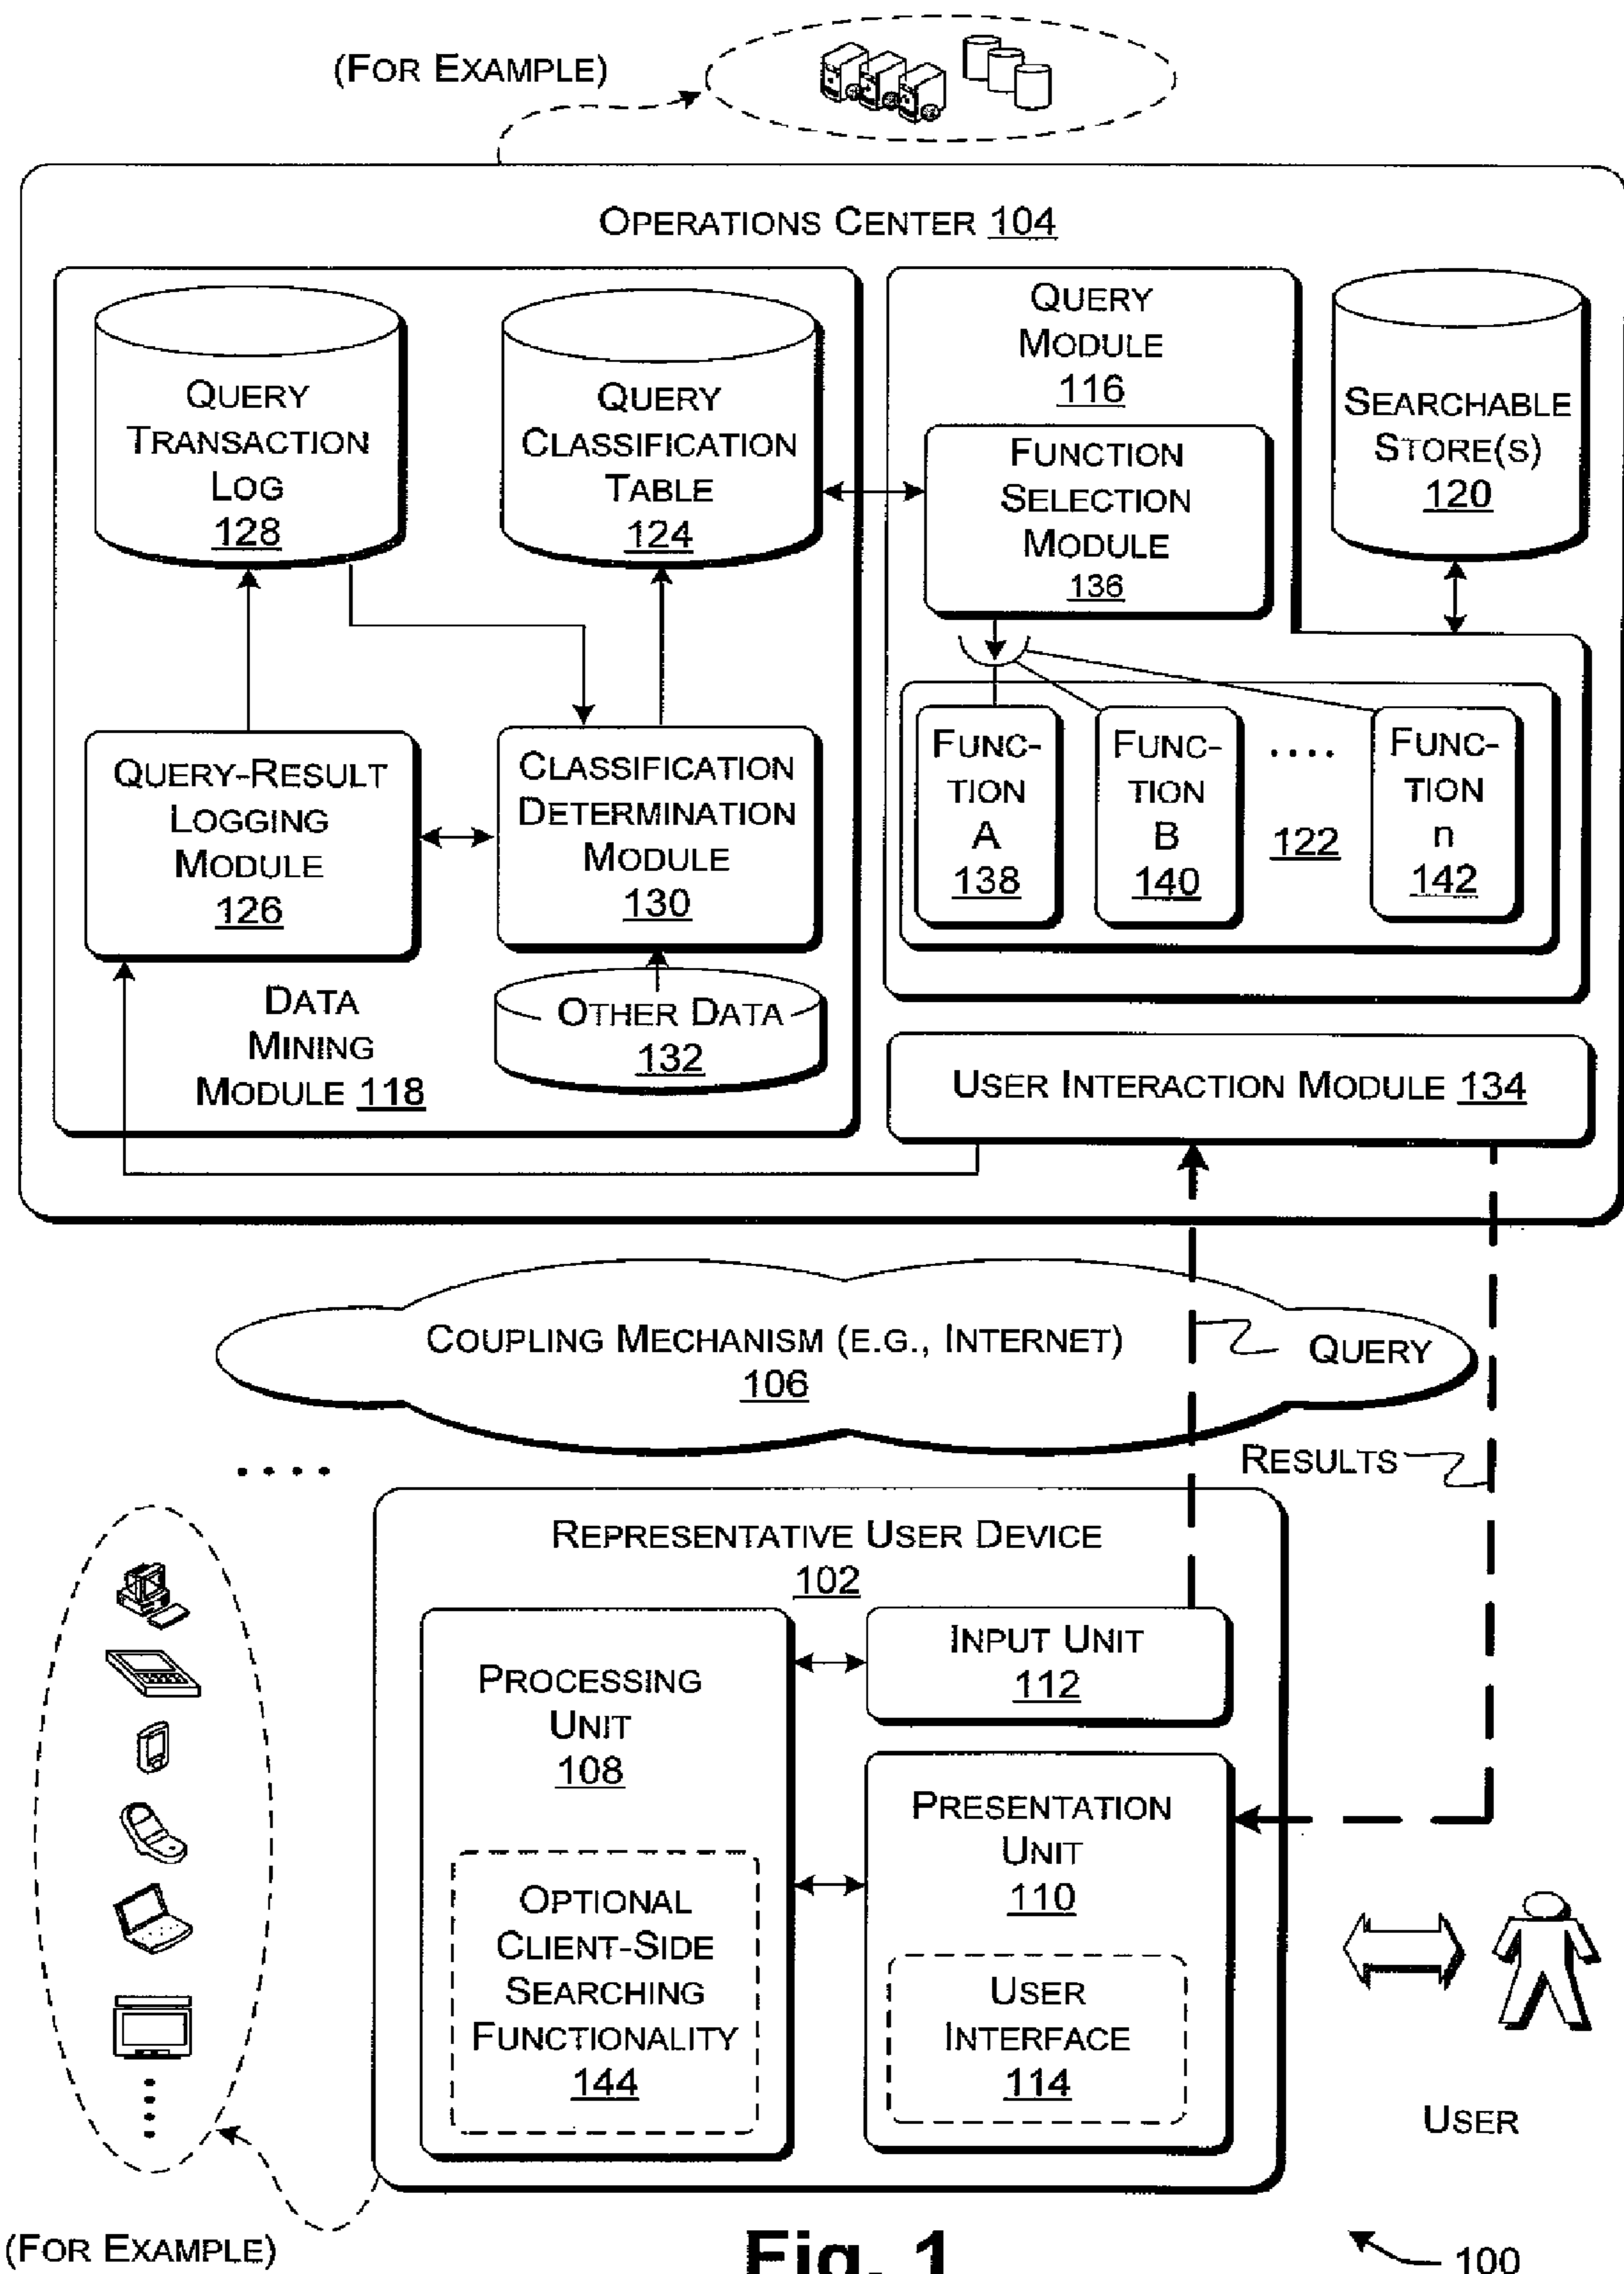 (FOR EXAMPLE)
OPERATIONS CENTER 104
QUERY
TRANSACTION
LOG
128
QUERY
CLASSIFICATION
TABLE
124
QUERY
MODULE
116
FUNCTION
SELECTION
MODULE
136
SEARCHABLE
STORE(S)
120
QUERY-RESULT
LOGGING
MODULE
126
CLASSIFICATION
DETERMINATION
MODULE
130
FUNC-
TION
A
138
FUNC-
TION
B
140
....
122
FUNC-
TION
n
142
DATA
MINING
MODULE 118
OTHER DATA
132
USER INTERACTION MODULE 134
COUPLING MECHANISM (E.G., INTERNET)
106
QUERY
RESULTS
....
REPRESENTATIVE USER DEVICE
102
PROCESSING
UNIT
108
INPUT UNIT
112
OPTIONAL
CLIENT-SIDE
SEARCHING
FUNCTIONALITY
144
PRESENTATION
UNIT
110
USER
INTERFACE
114
USER
(FOR EXAMPLE)
Fig. 1
100